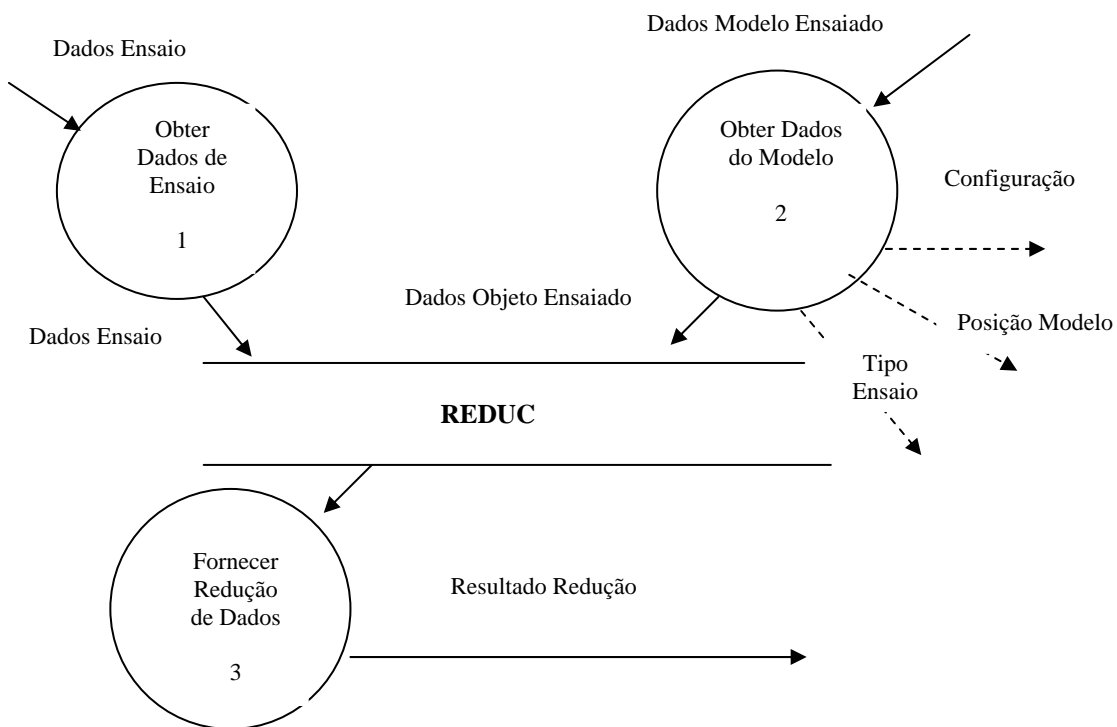 Dados Modelo Ensaiado
Dados Ensaio
Obter
Dados de
Ensaio
1
Obter Dados
do Modelo
2
Configuração
Dados Objeto Ensaiado
Dados Ensaio
Posição Modelo
Tipo
Ensaio
REDUC
Fornecer
Redução
de Dados
3
Resultado Redução